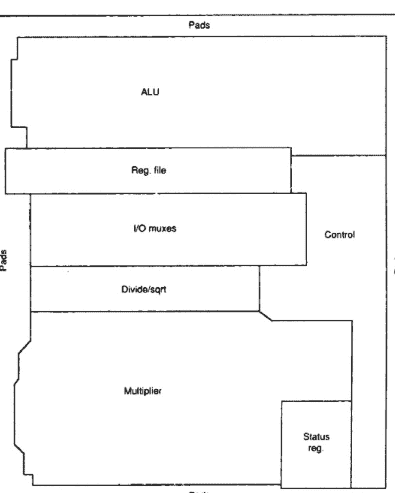 Pads
ALU
Reg. file
I/O muxes
Control
Pads
Divide/sqrt
Multiplier
Status
reg.